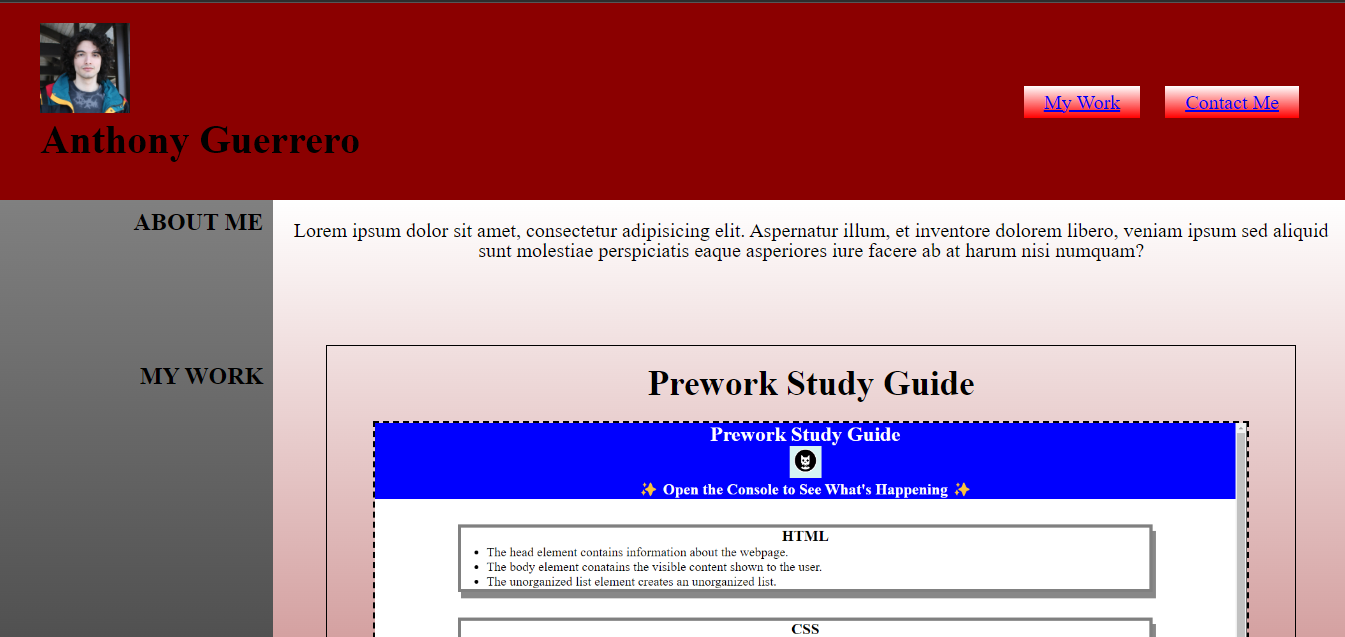 My Work Contact Me
Anthony Guerrero
ABOUT ME
Lorem ipsum dolor sit amet, consectetur adipisicing elit. Aspernatur illum, et inventore dolorem libero, veniam ipsum sed aliquid
sunt molestiae perspiciatis eaque asperiores iure facere ab at harum nisi numquam?
MY WORK
Prework Study Guide
Prework Study Guide
✨ Open the Console to See What's Happening ✨
HTML
• The head element contains information about the webpage.
• The body element conatains the visible content shown to the user.
• The unorganized list element creates an unorganized list.
CSS